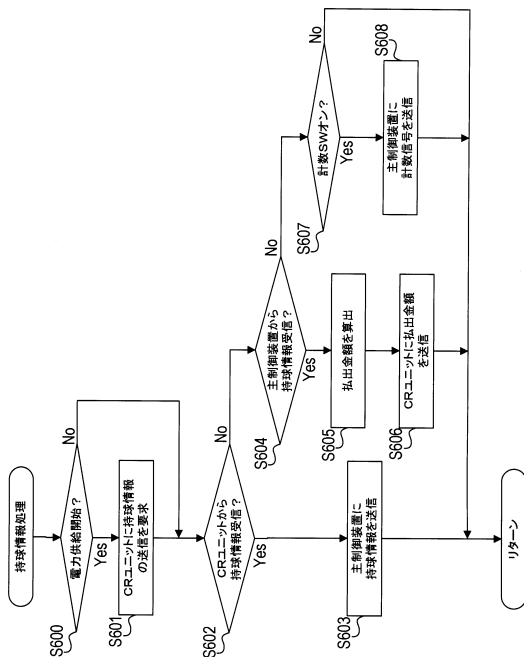 持球情報処理
電力供給開始？
S600
Yes
No
CRユニットに持球情報
の送信を要求
S601
CRユニットから
持球情報受信？
S602
Yes
No
主制御装置に
持球情報を送信
S603
主制御装置から
持球情報受信？
S604
Yes
No
払出金額を算出
S605
CRユニットに払出金額
を送信
S606
計数SWオン？
S607
Yes
No
主制御装置に
計数信号を送信
S608
リターン